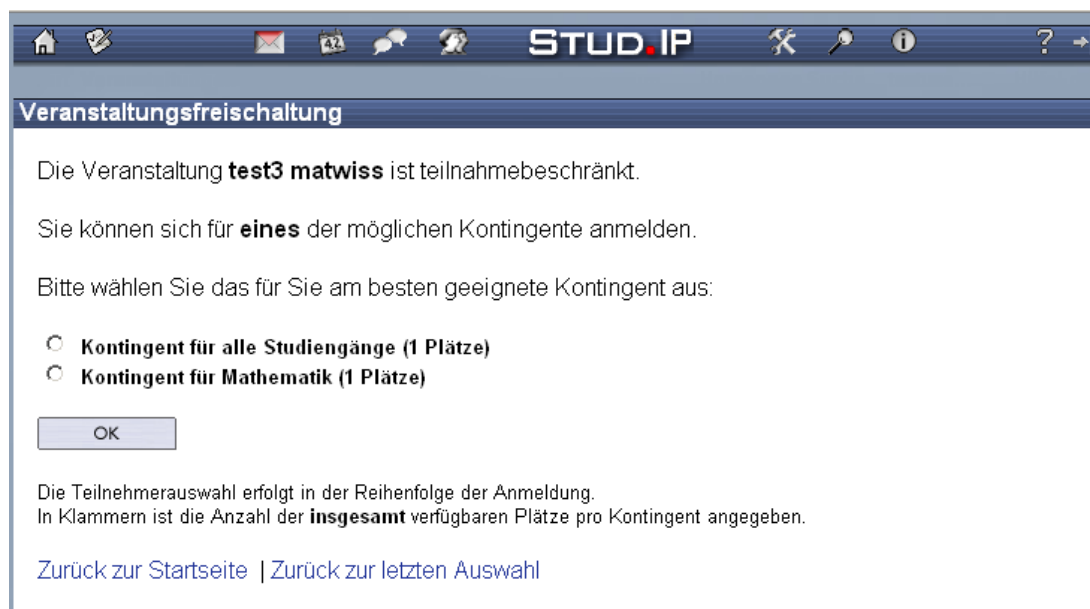 42 STUD.IP ?
Veranstaltungsfreischaltung
Die Veranstaltung test3 matwiss ist teilnahmebeschränkt.
Sie können sich für eines der möglichen Kontingente anmelden.
Bitte wählen Sie das für Sie am besten geeignete Kontingent aus:
Kontingent für alle Studiengänge (1 Plätze)
Kontingent für Mathematik (1 Plätze)
OK
Die Teilnehmerauswahl erfolgt in der Reihenfolge der Anmeldung.
In Klammern ist die Anzahl der insgesamt verfügbaren Plätze pro Kontingent angegeben.
Zurück zur Startseite | Zurück zur letzten Auswahl